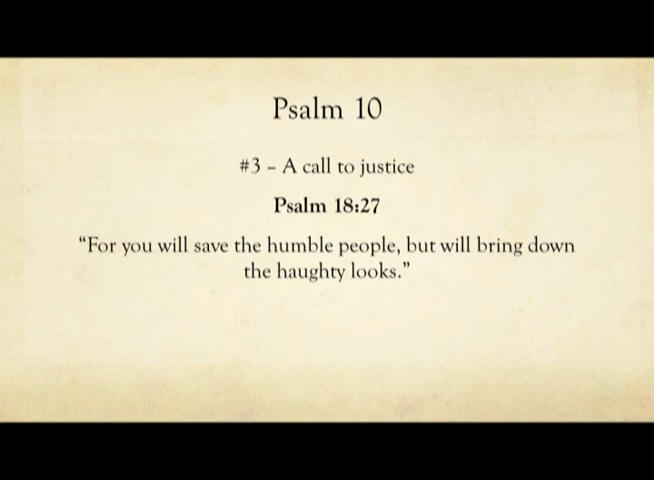 Psalm 10
#3 – A call to justice
Psalm 18:27
“For you will save the humble people, but will bring down
the haughty looks.”